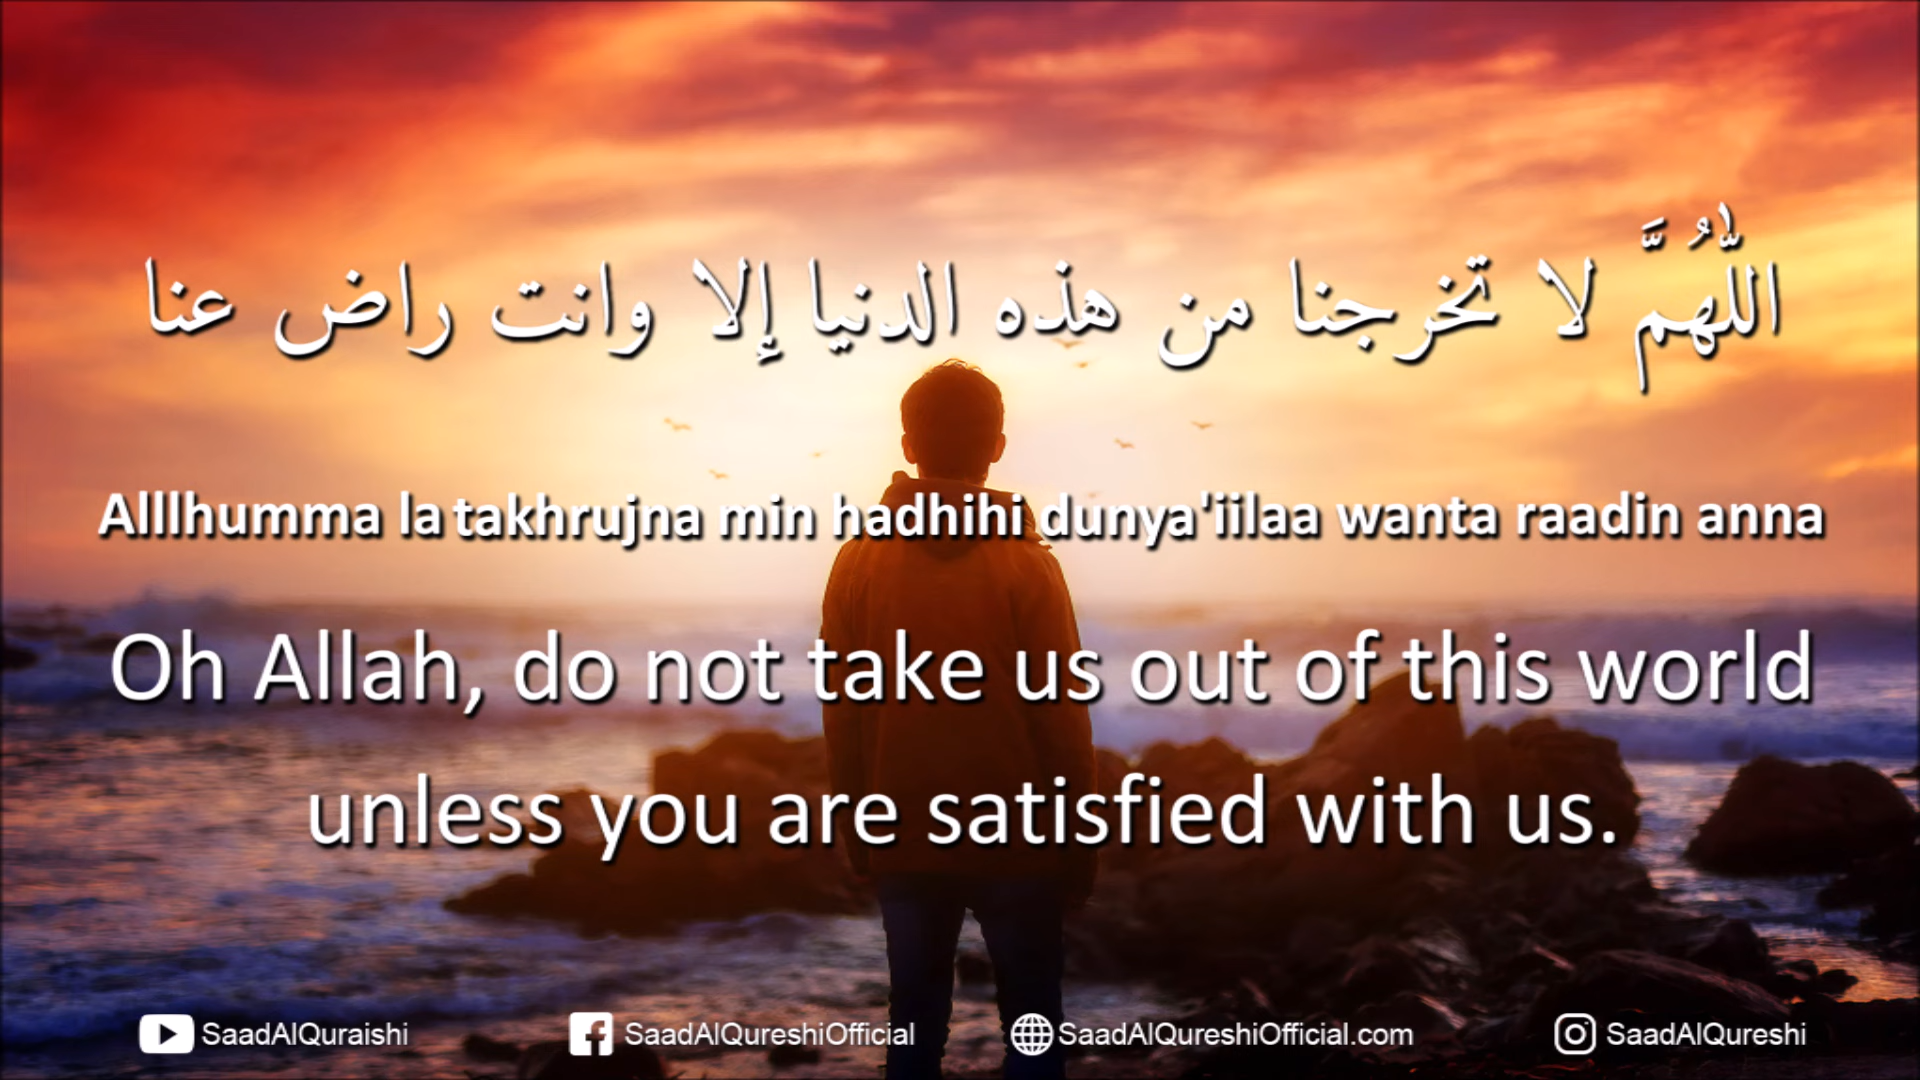 اللّٰهُمَّ لا تخرجنا من هذه الدنيا إلا وانت راض عنا
Alllhumma la takhrujna min hadhihi dunya'iilaa wanta raadin anna
Oh Allah, do not take us out of this world
unless you are satisfied with us.
SaadAlQuraishi SaadAlQureshiOfficial SaadAlQureshiOfficial.com SaadAlQureshi